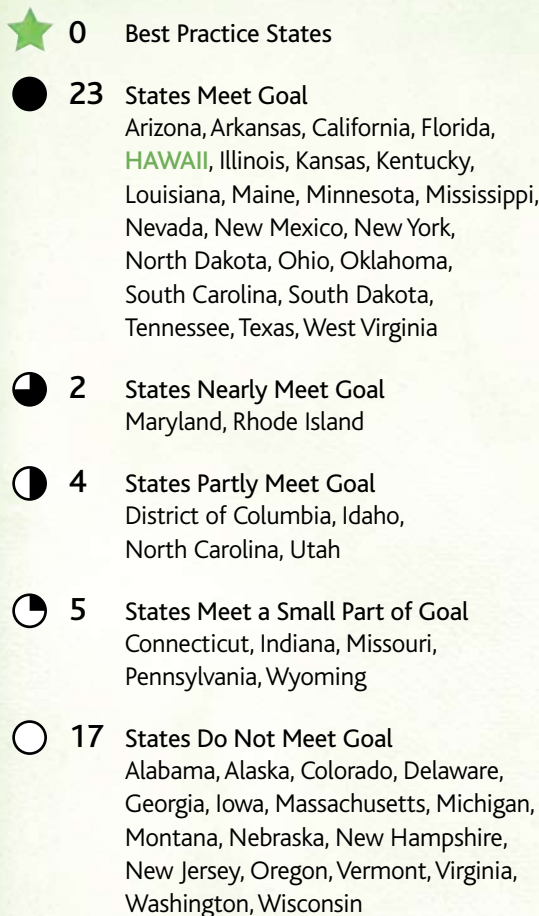 0 Best Practice States
23 States Meet Goal
Arizona, Arkansas, California, Florida,
HAWAII, Illinois, Kansas, Kentucky,
Louisiana, Maine, Minnesota, Mississippi,
Nevada, New Mexico, New York,
North Dakota, Ohio, Oklahoma,
South Carolina, South Dakota,
Tennessee, Texas, West Virginia
2 States Nearly Meet Goal
Maryland, Rhode Island
4 States Partly Meet Goal
District of Columbia, Idaho,
North Carolina, Utah
5 States Meet a Small Part of Goal
Connecticut, Indiana, Missouri,
Pennsylvania, Wyoming
17 States Do Not Meet Goal
Alabama, Alaska, Colorado, Delaware,
Georgia, Iowa, Massachusetts, Michigan,
Montana, Nebraska, New Hampshire,
New Jersey, Oregon, Vermont, Virginia,
Washington, Wisconsin